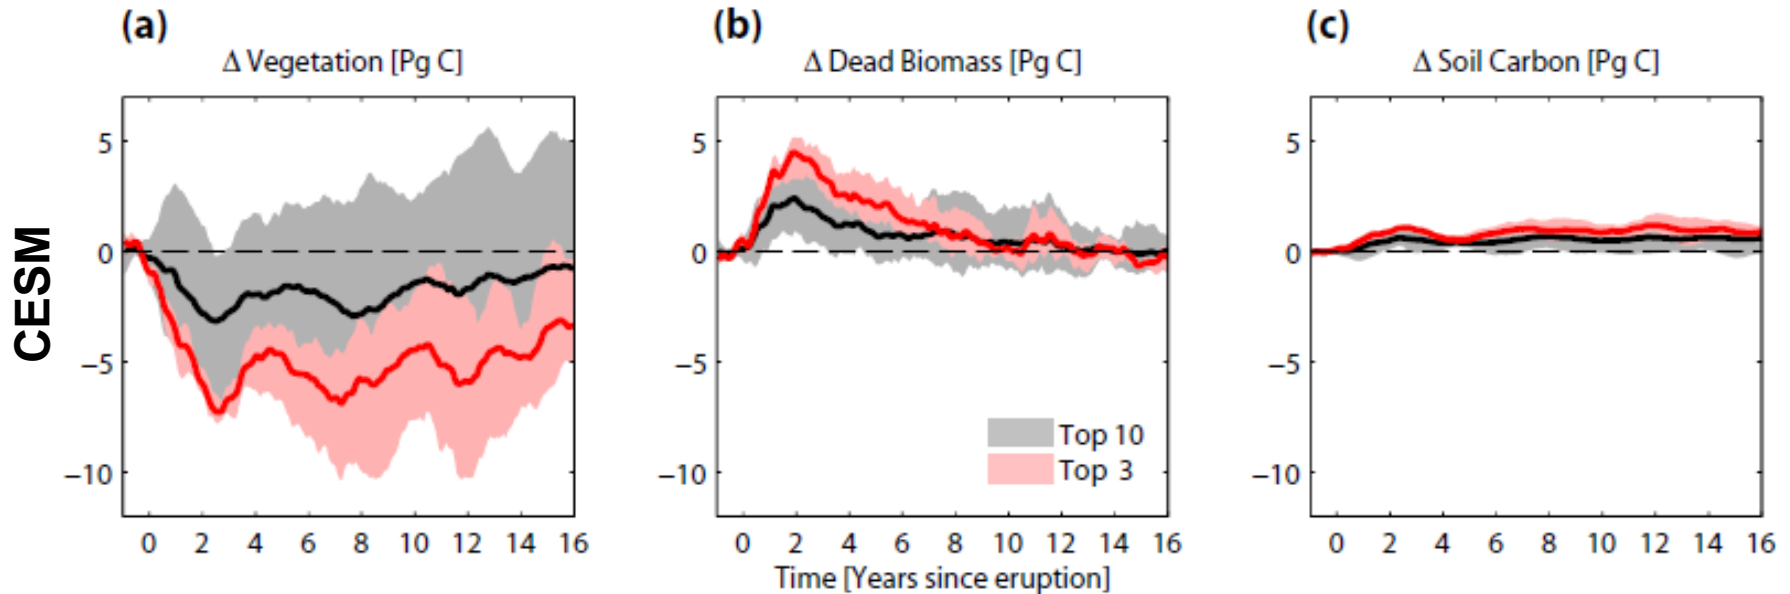 (a)
Δ Vegetation [Pg C]
(b)
Δ Dead Biomass [Pg C]
(c)
Δ Soil Carbon [Pg C]
CESM
5
0
−5
−10
0 2 4 6 8 10 12 14 16
5
0
−5
−10
Top 10
Top 3
0 2 4 6 8 10 12 14 16
Time [Years since eruption]
5
0
−5
−10
0 2 4 6 8 10 12 14 16